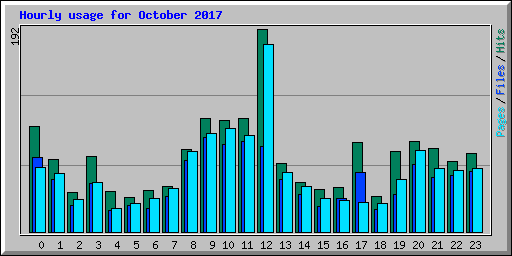 Hourly usage for October 2017
192
Pages/Files/Hits
0 1 2 3 4 5 6 7 8 9 10 11 12 13 14 15 16 17 18 19 20 21 22 23